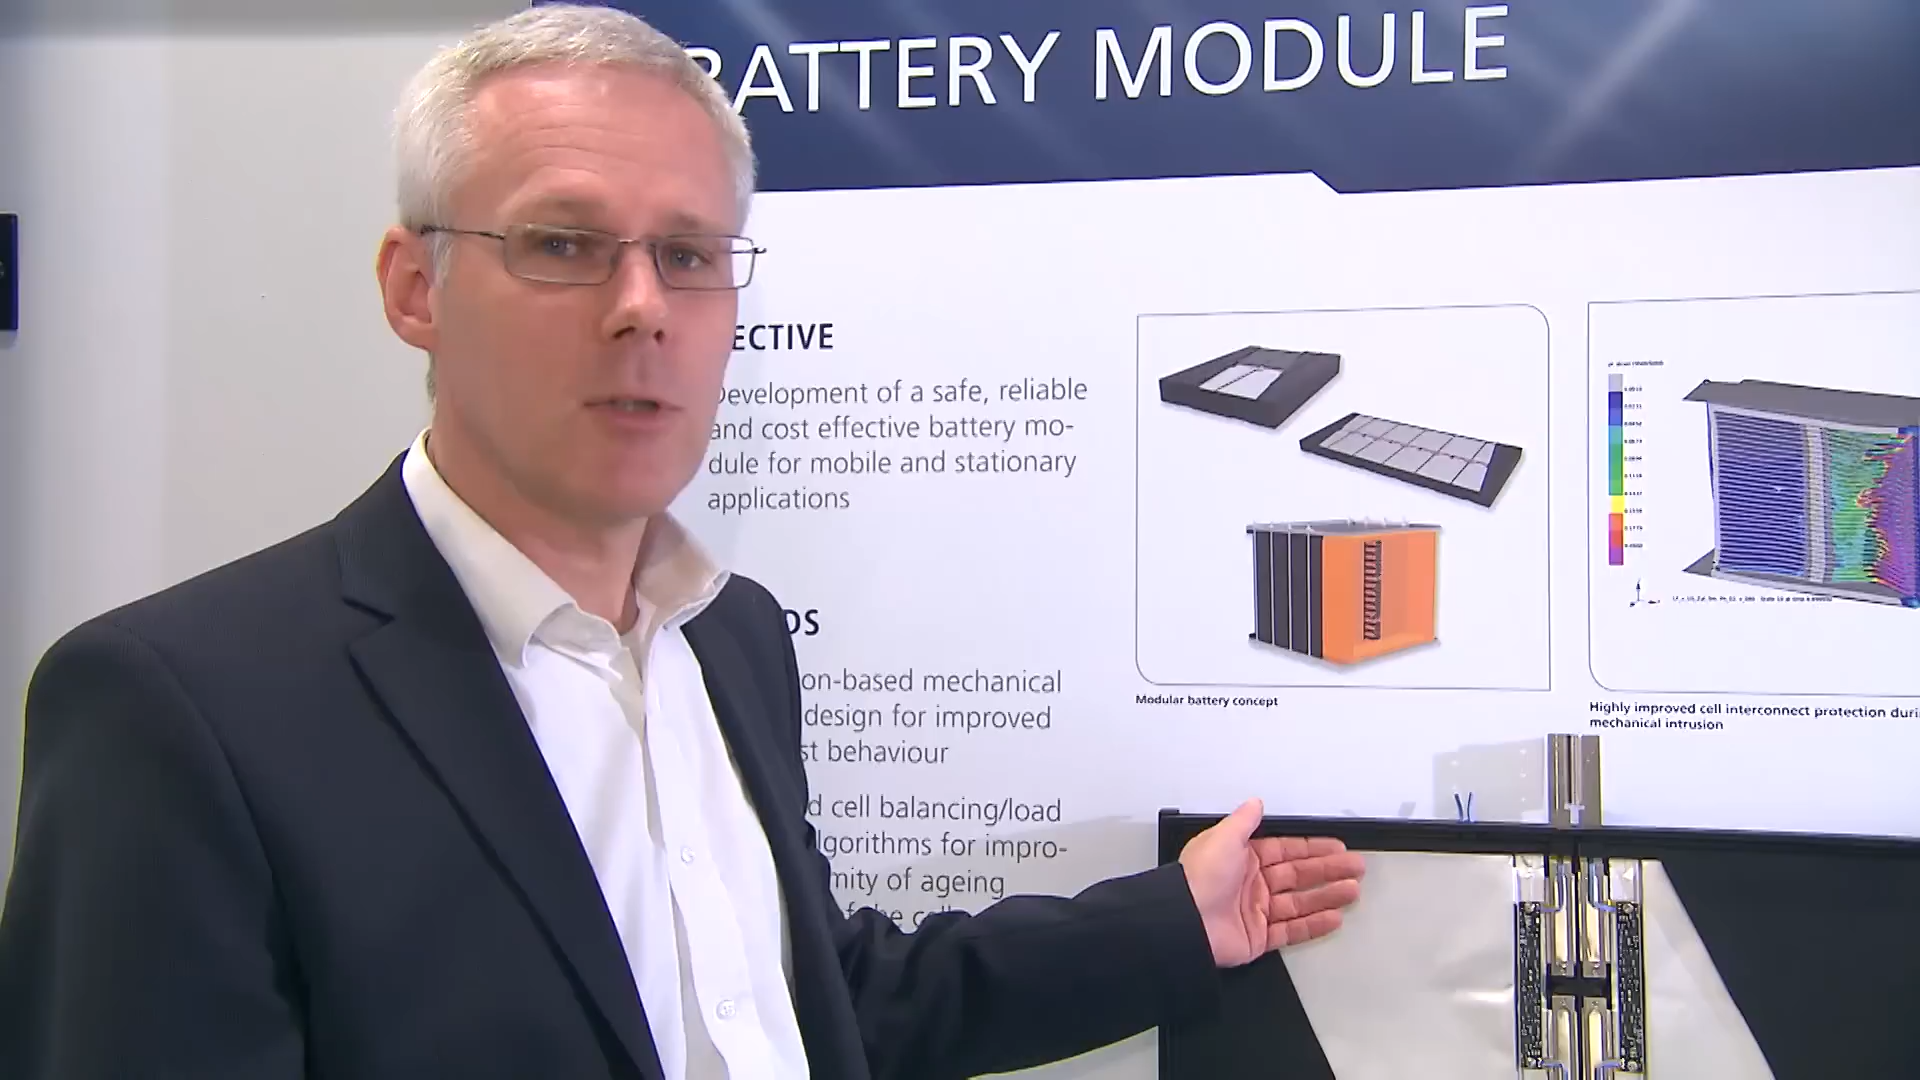 BATTERY MODULE
ECTIVE
Development of a safe, reliable
and cost effective battery mo-
dule for mobile and stationary
applications
DS
on-based mechanical
design for improved
st behaviour
d cell balancing/load
lgorithms for impro-
mity of ageing
Modular battery concept
Highly improved cell interconnect protection duri
mechanical intrusion